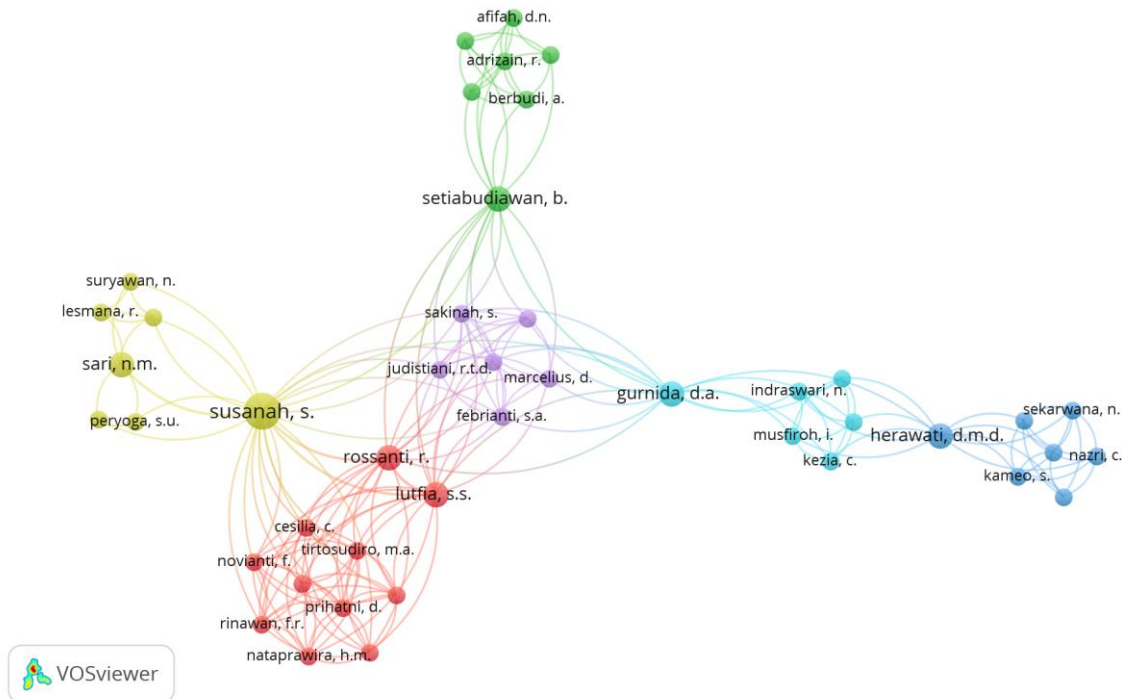 afifah, d.n.
adrizain, r.
berbudi, a.
setiabudiawan, b.
suryawan, n.
lesmana, r.
sakinah, s.
sari, n.m.
judistiani, r.t.d.
marcelius, d.
gurnida, d.a.
indraswari, n.
susanah, s.
peryoga, s.u.
febrianti, s.a.
musfiroh, i.
herawati, d.m.d.
sekarwana, n.
kezia, c.
nazri, c.
kameo, s.
rossanti, r.
lutfia, s.s.
cesilia, c.
tirtosudiro, m.a.
novianti, f.
prihatni, d.
rinawan, f.r.
nataprawira, h.m.
VOSviewer